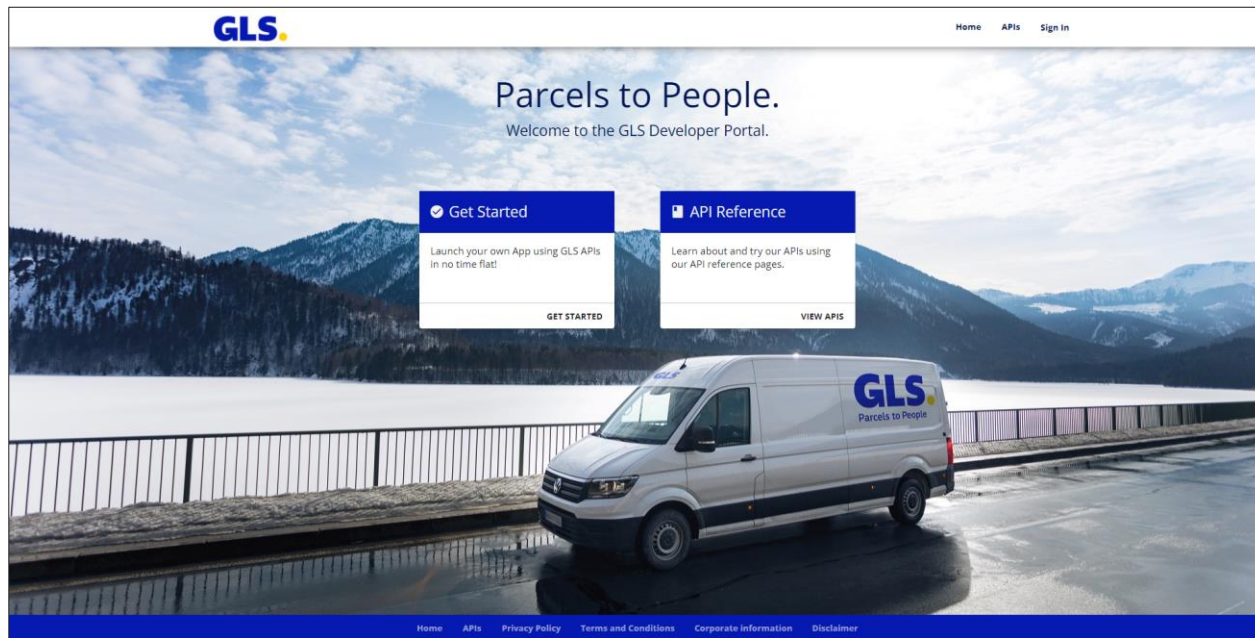 GLS.
Home APIs Sign In
Parcels to People.
Welcome to the GLS Developer Portal.
Get Started
Launch your own App using GLS APIs
in no time flat!
GET STARTED
API Reference
Learn about and try our APIs using
our API reference pages.
VIEW APIS
GLS
GLS.
Parcels to People
Home APIs Privacy Policy Terms and Conditions Corporate information Disclaimer